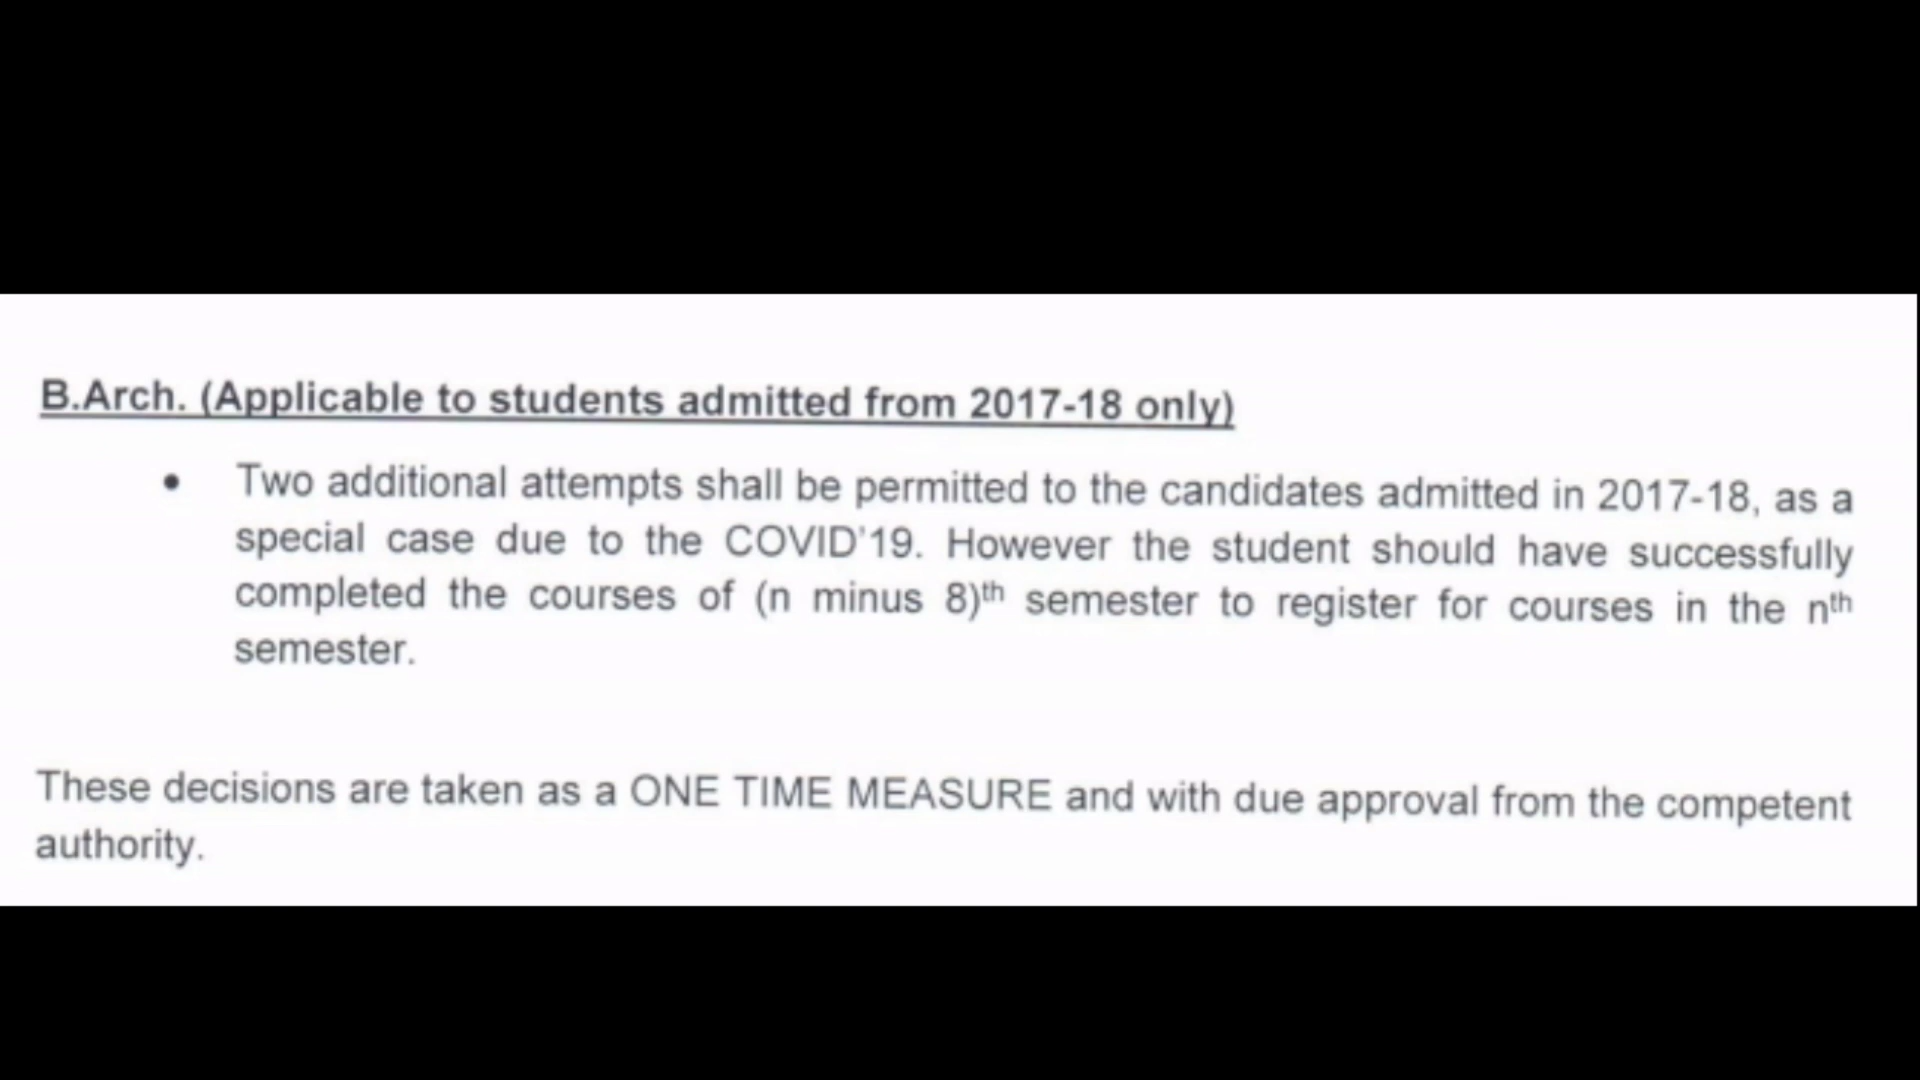 B.Arch. (Applicable to students admitted from 2017-18 only)
• Two additional attempts shall be permitted to the candidates admitted in 2017-18, as a
special case due to the COVID'19. However the student should have successfully
completed the courses of (n minus 8)th semester to register for courses in the nth
semester.
These decisions are taken as a ONE TIME MEASURE and with due approval from the competent
authority.